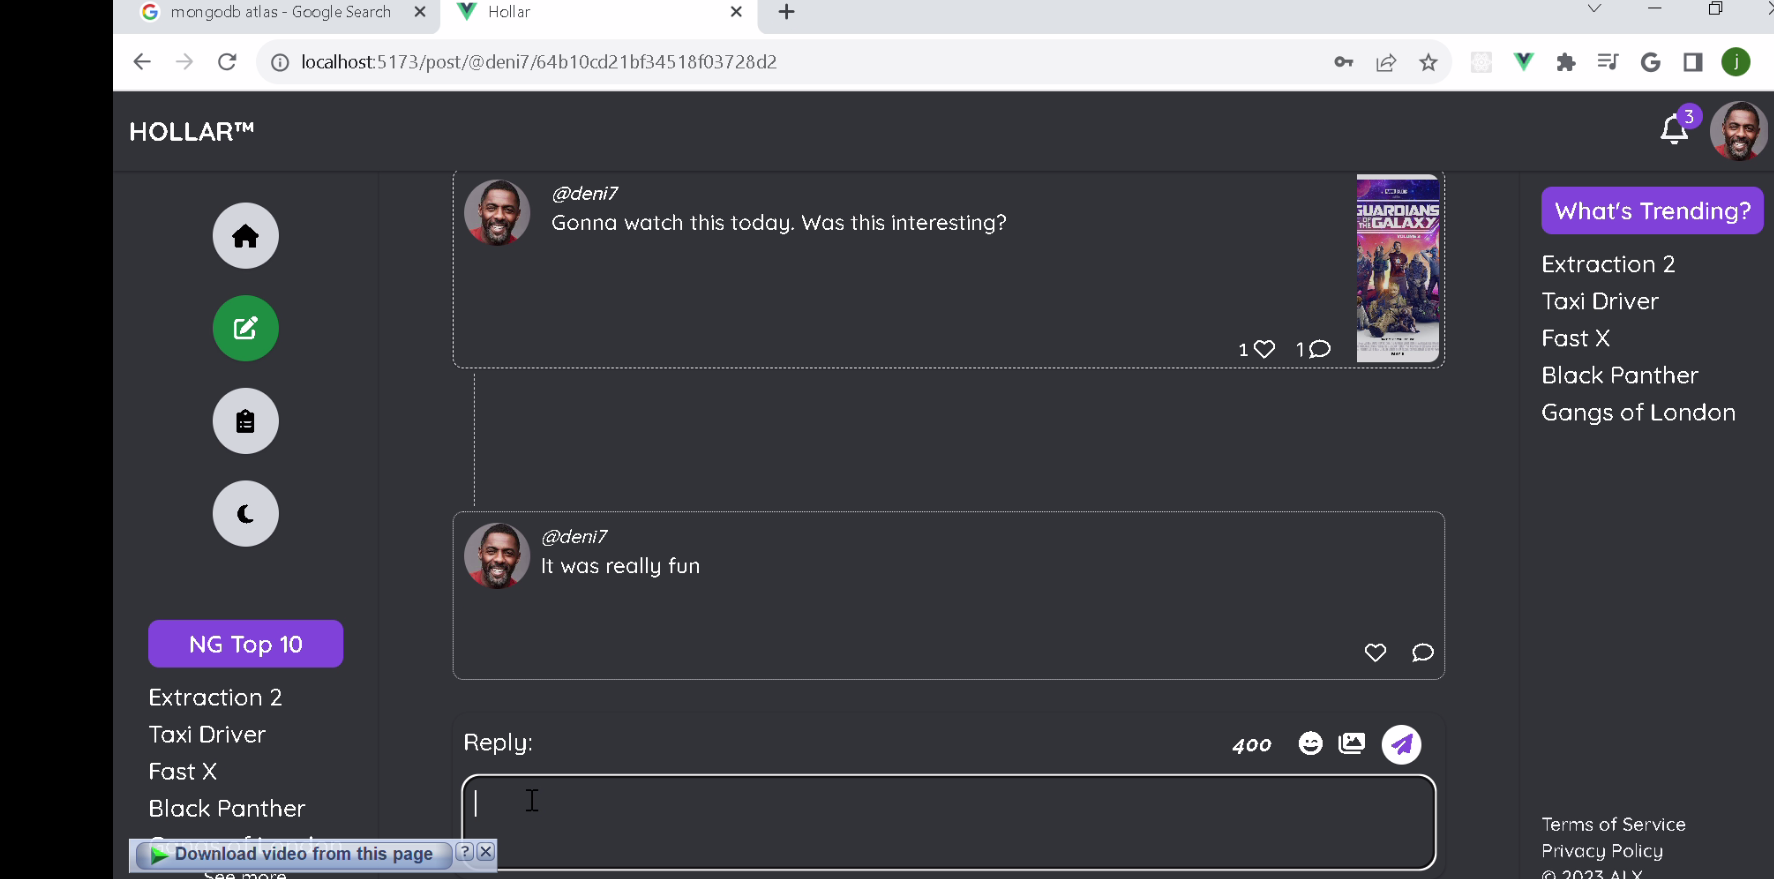 mongodb atlas - Google Search
Hollar
localhost:5173/post/@deni7/64b10cd21bf34518f03728d2
j
HOLLAR™
3
@deni7
Gonna watch this today. Was this interesting?
GUARDIANS
OF
THE GALAXY
1
1
What's Trending?
Extraction 2
Taxi Driver
Fast X
Black Panther
Gangs of London
@deni7
It was really fun
NG Top 10
Extraction 2
Taxi Driver
Fast X
Black Panther
Gangs of London
See more
Reply:
400
Download video from this page
?
Terms of Service
Privacy Policy
© 2023 ALX